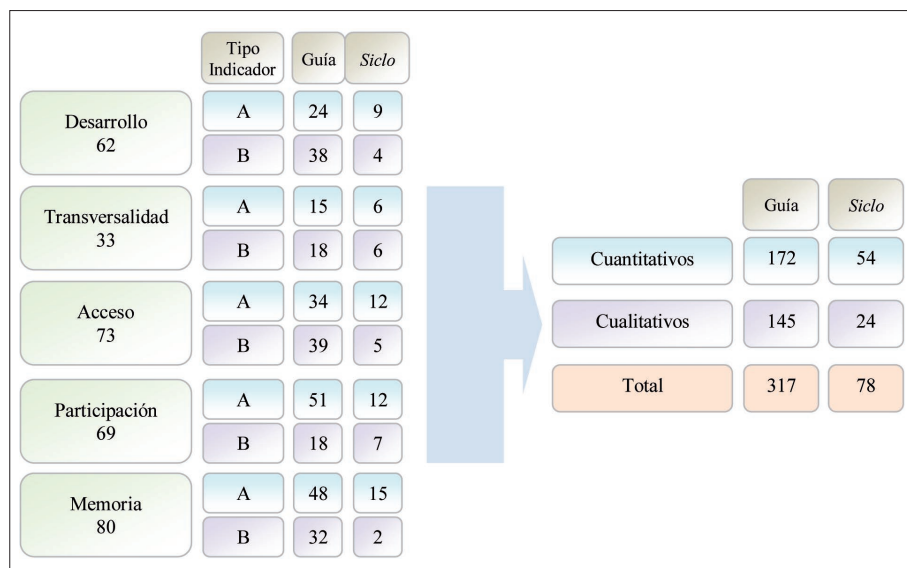 Tipo
Indicador
Guía
Siclo
Desarrollo
62
A
24
9
B
38
4
Transversalidad
33
A
15
6
B
18
6
Acceso
73
A
34
12
B
39
5
Participación
69
A
51
12
B
18
7
Memoria
80
A
48
15
B
32
2
Guía
Siclo
Cuantitativos
172
54
Cualitativos
145
24
Total
317
78